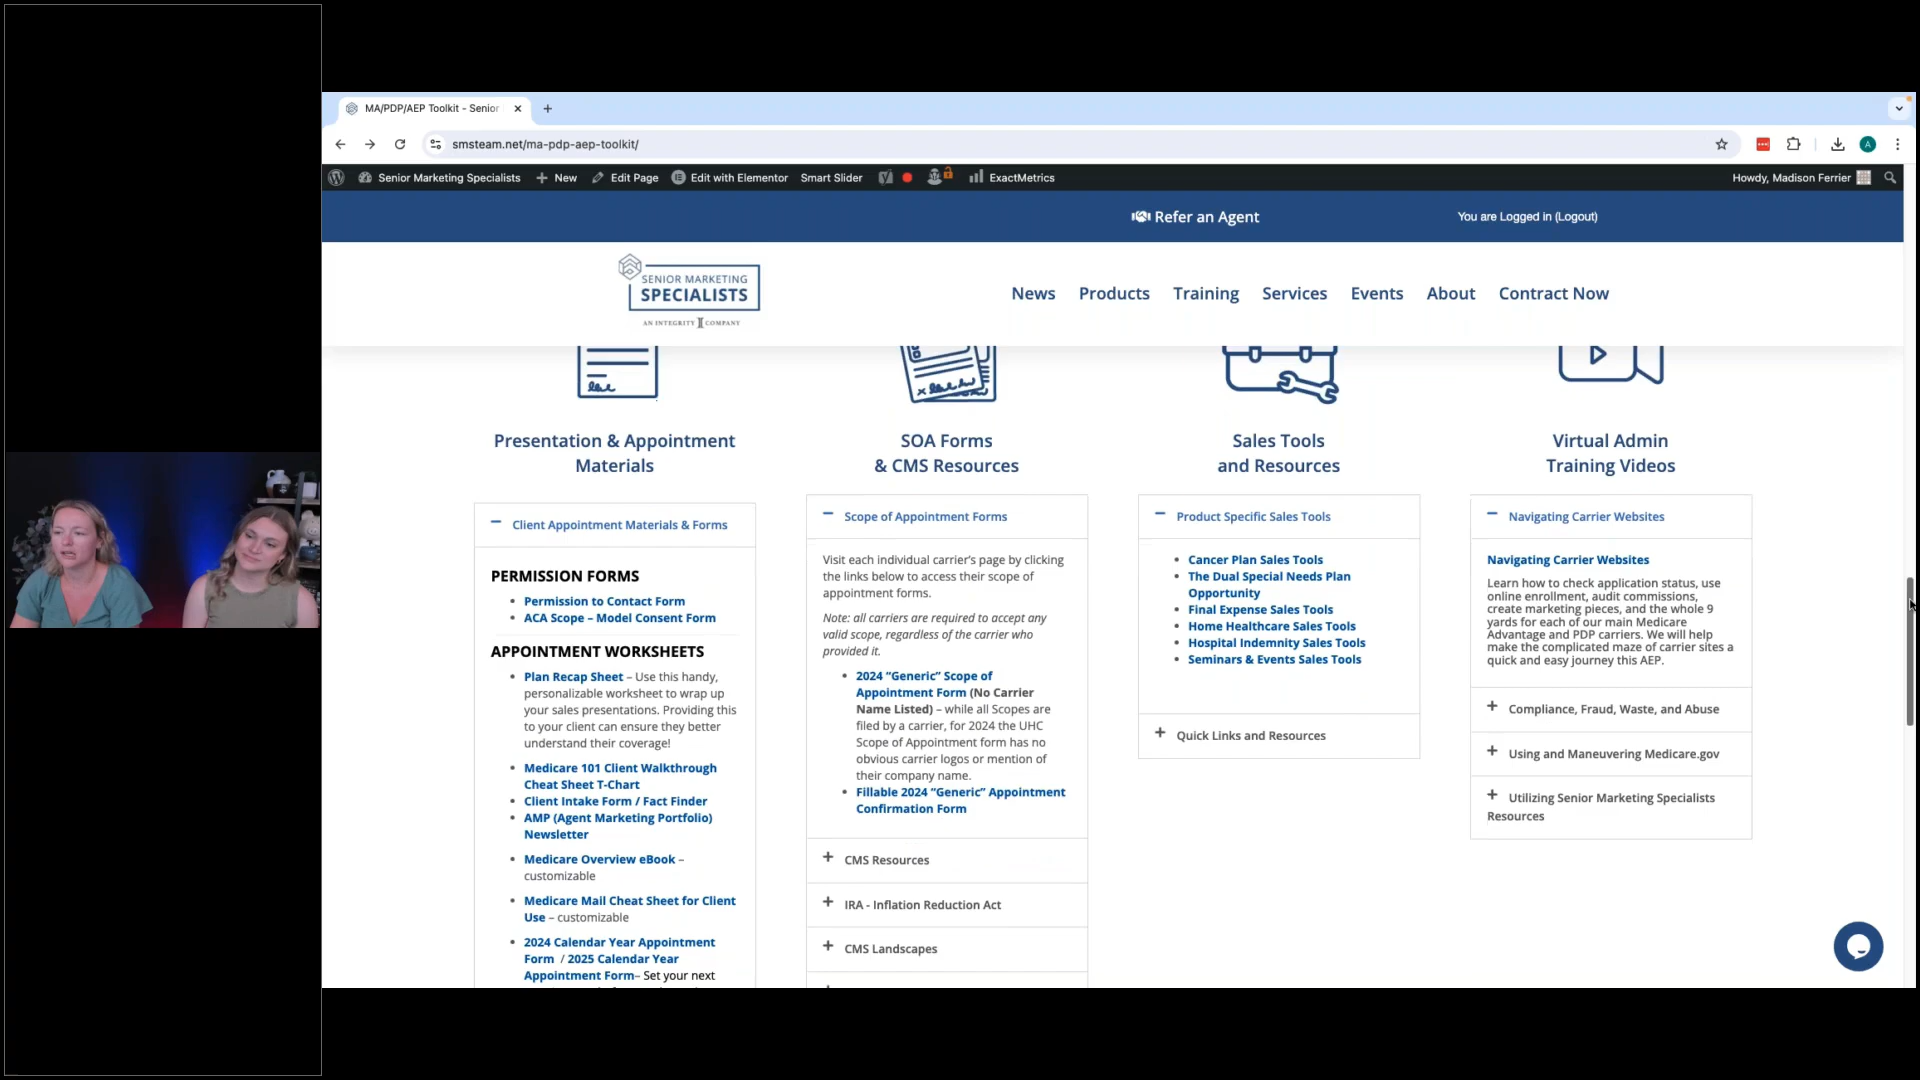 MA/PDP/AEP Toolkit - Senior
smsteam.net/ma-pdp-aep-toolkit/
A
Senior Marketing Specialists
New
Edit Page
Edit with Elementor
Smart Slider
ExactMetrics
Howdy, Madison Ferrier
Refer an Agent
You are Logged in (Logout)
SENIOR MARKETING
SPECIALISTS
AN INTEGRITY COMPANY
News
Products
Training
Services
Events
About
Contract Now
Presentation & Appointment
Materials
Client Appointment Materials & Forms
PERMISSION FORMS
Permission to Contact Form
ACA Scope – Model Consent Form
APPOINTMENT WORKSHEETS
Plan Recap Sheet – Use this handy,
personalizable worksheet to wrap up
your sales presentations. Providing this
to your client can ensure they better
understand their coverage!
Medicare 101 Client Walkthrough
Cheat Sheet T-Chart
Client Intake Form / Fact Finder
AMP (Agent Marketing Portfolio)
Newsletter
Medicare Overview eBook –
customizable
Medicare Mail Cheat Sheet for Client
Use – customizable
2024 Calendar Year Appointment
Form / 2025 Calendar Year
Appointment Form– Set your next
SOA Forms
& CMS Resources
Scope of Appointment Forms
Visit each individual carrier's page by clicking
the links below to access their scope of
appointment forms.
Note: all carriers are required to accept any
valid scope, regardless of the carrier who
provided it.
2024 “Generic” Scope of
Appointment Form (No Carrier
Name Listed) – while all Scopes are
filed by a carrier, for 2024 the UHC
Scope of Appointment form has no
obvious carrier logos or mention of
their company name.
Fillable 2024 “Generic” Appointment
Confirmation Form
CMS Resources
IRA - Inflation Reduction Act
CMS Landscapes
Sales Tools
and Resources
Product Specific Sales Tools
Cancer Plan Sales Tools
The Dual Special Needs Plan
Opportunity
Final Expense Sales Tools
Home Healthcare Sales Tools
Hospital Indemnity Sales Tools
Seminars & Events Sales Tools
Quick Links and Resources
Virtual Admin
Training Videos
Navigating Carrier Websites
Navigating Carrier Websites
Learn how to check application status, use
online enrollment, audit commissions,
create marketing pieces, and the whole 9
yards for each of our main Medicare
Advantage and PDP carriers. We will help
make the complicated maze of carrier sites a
quick and easy journey this AEP.
Compliance, Fraud, Waste, and Abuse
Using and Maneuvering Medicare.gov
Utilizing Senior Marketing Specialists
Resources